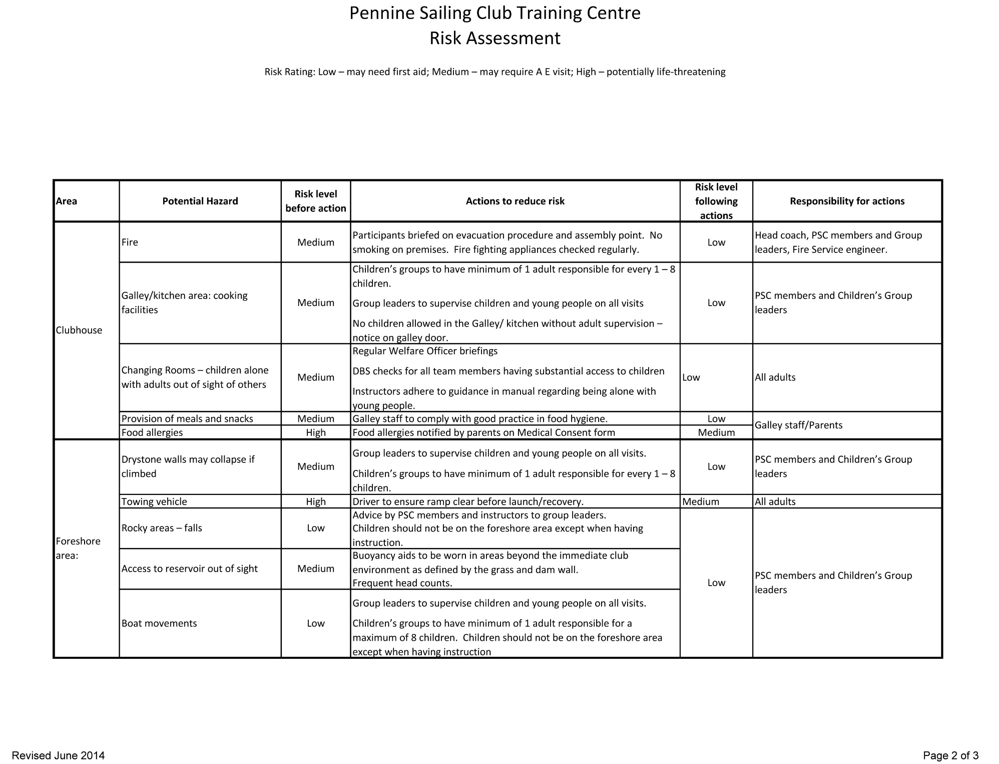 Pennine Sailing Club Training Centre
Risk Assessment
Risk Rating: Low – may need first aid; Medium – may require A E visit; High – potentially life-threatening
Area
Potential Hazard
Risk level
before action
Actions to reduce risk
Risk level
following
actions
Responsibility for actions
Clubhouse
Fire
Medium
Participants briefed on evacuation procedure and assembly point.  No
smoking on premises.  Fire fighting appliances checked regularly.
Low
Head coach, PSC members and Group
leaders, Fire Service engineer.
Galley/kitchen area: cooking
facilities
Medium
Children’s groups to have minimum of 1 adult responsible for every 1 – 8
children.
Group leaders to supervise children and young people on all visits
No children allowed in the Galley/ kitchen without adult supervision –
notice on galley door.
Low
PSC members and Children’s Group
leaders
Changing Rooms – children alone
with adults out of sight of others
Medium
Regular Welfare Officer briefings
DBS checks for all team members having substantial access to children
Instructors adhere to guidance in manual regarding being alone with
young people.
Low
All adults
Provision of meals and snacks
Medium
Galley staff to comply with good practice in food hygiene.
Low
Galley staff/Parents
Food allergies
High
Food allergies notified by parents on Medical Consent form
Medium
Foreshore
area:
Drystone walls may collapse if
climbed
Medium
Group leaders to supervise children and young people on all visits.
Children’s groups to have minimum of 1 adult responsible for every 1 – 8
children.
Low
PSC members and Children’s Group
leaders
Towing vehicle
High
Driver to ensure ramp clear before launch/recovery.
Medium
All adults
Rocky areas – falls
Low
Advice by PSC members and instructors to group leaders.
Children should not be on the foreshore area except when having
instruction.
Low
PSC members and Children’s Group
leaders
Access to reservoir out of sight
Medium
Buoyancy aids to be worn in areas beyond the immediate club
environment as defined by the grass and dam wall.
Frequent head counts.
Boat movements
Low
Group leaders to supervise children and young people on all visits.
Children’s groups to have minimum of 1 adult responsible for a
maximum of 8 children.  Children should not be on the foreshore area
except when having instruction
Revised June 2014
Page 2 of 3